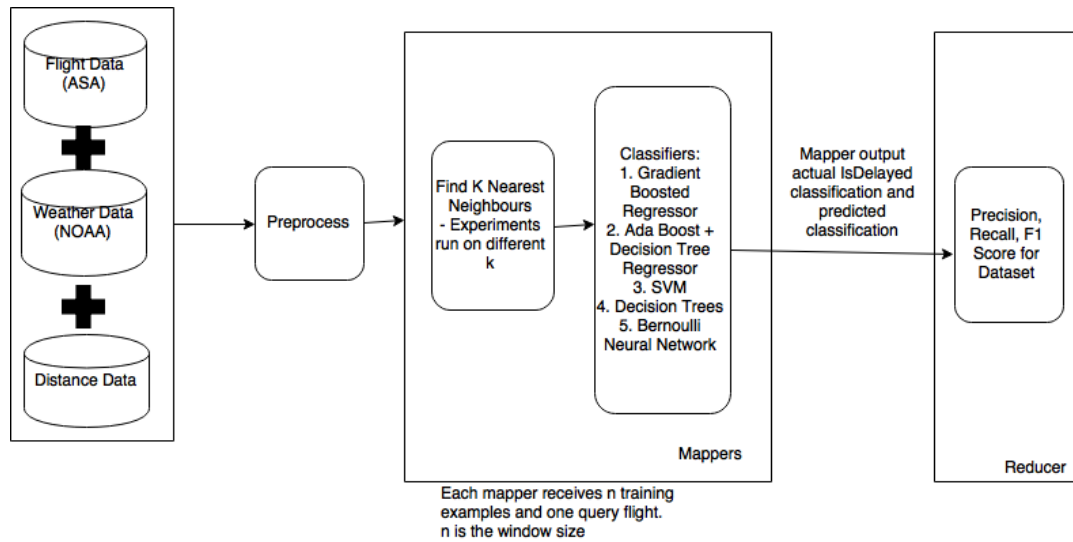 Flight Data
(ASA)
Weather Data
(NOAA)
Distance Data
Preprocess
Find K Nearest
Neighbours
- Experiments
run on different
k
Classifiers:
1. Gradient
Boosted
Regressor
2. Ada Boost +
Decision Tree
Regressor
3. SVM
4. Decision Trees
5. Bernoulli
Neural Network
Mappers
Each mapper receives n training
examples and one query flight.
n is the window size
Mapper output
actual IsDelayed
classification and
predicted
classification
Precision,
Recall, F1
Score for
Dataset
Reducer